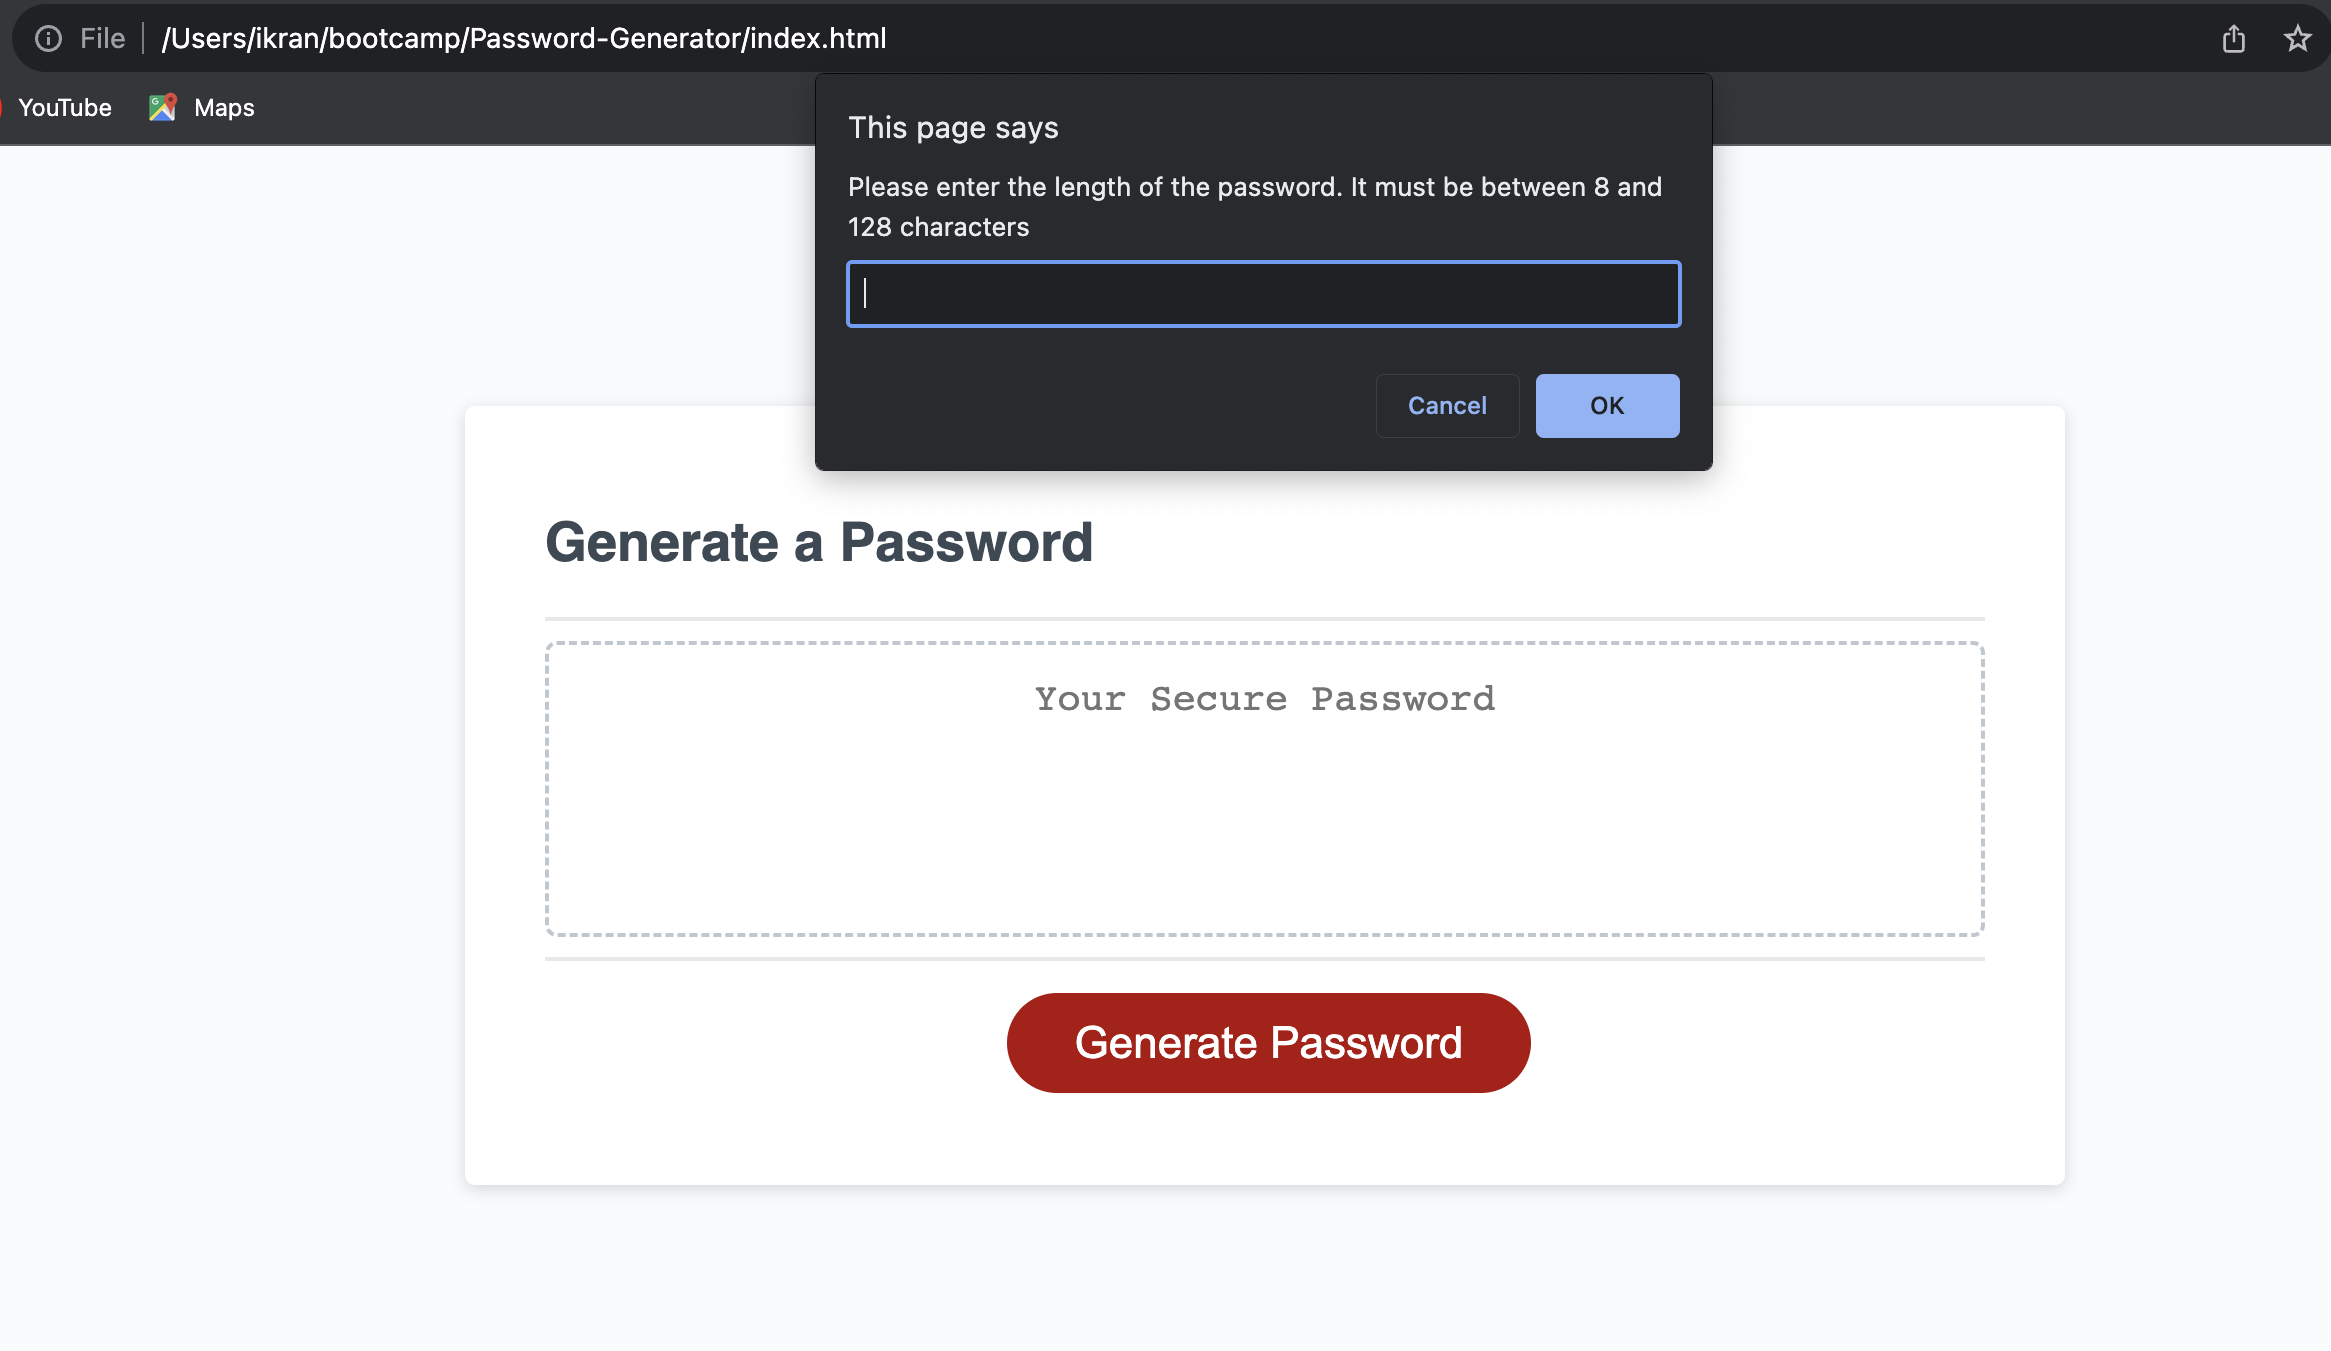 File /Users/ikran/bootcamp/Password-Generator/index.html
YouTube Maps
This page says
Please enter the length of the password. It must be between 8 and
128 characters
Cancel OK
Generate a Password
Your Secure Password
Generate Password